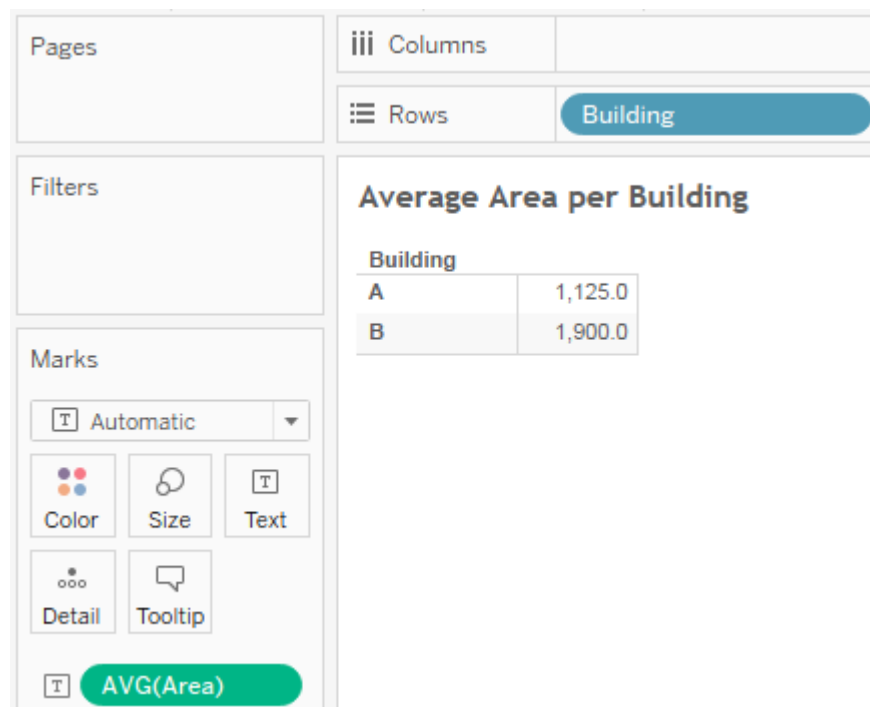 Pages
Columns
Rows Building
Filters
Average Area per Building
Building
A 1,125.0
B 1,900.0
Marks
T Automatic
T
Color Size Text
Detail Tooltip
T AVG(Area)